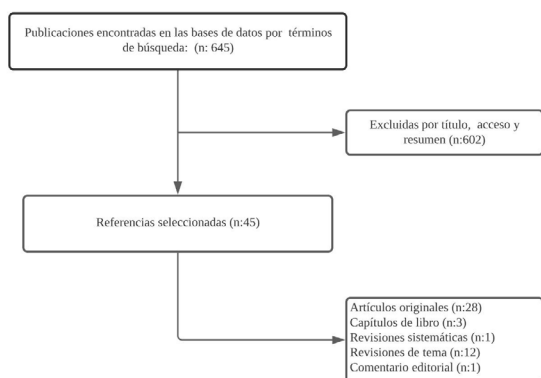 Publicaciones encontradas en las bases de datos por términos
de búsqueda: (n: 645)
Excluidas por título, acceso y
resumen (n:602)
Referencias seleccionadas (n:45)
Artículos originales (n:28)
Capítulos de libro (n:3)
Revisiones sistemáticas (n:1)
Revisiones de tema (n:12)
Comentario editorial (n:1)